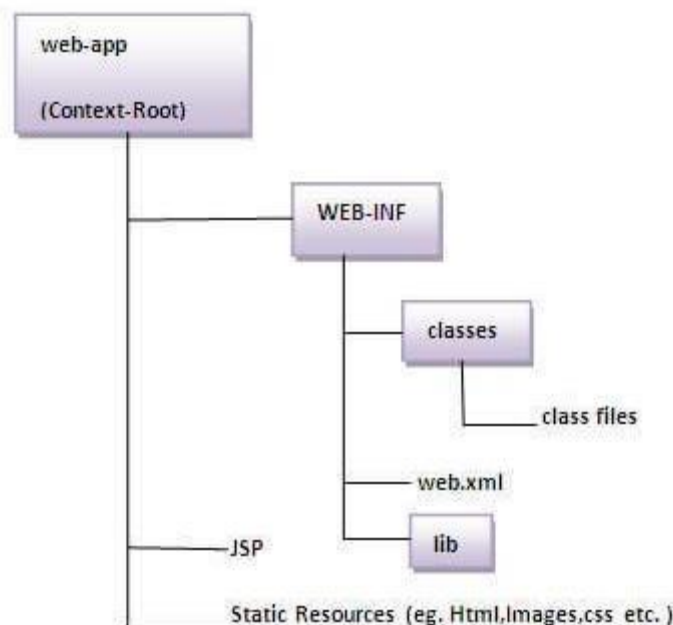 web-app
(Context-Root)
WEB-INF
classes
class files
web.xml
lib
JSP
Static Resources (eg. Html,Images,css etc. )